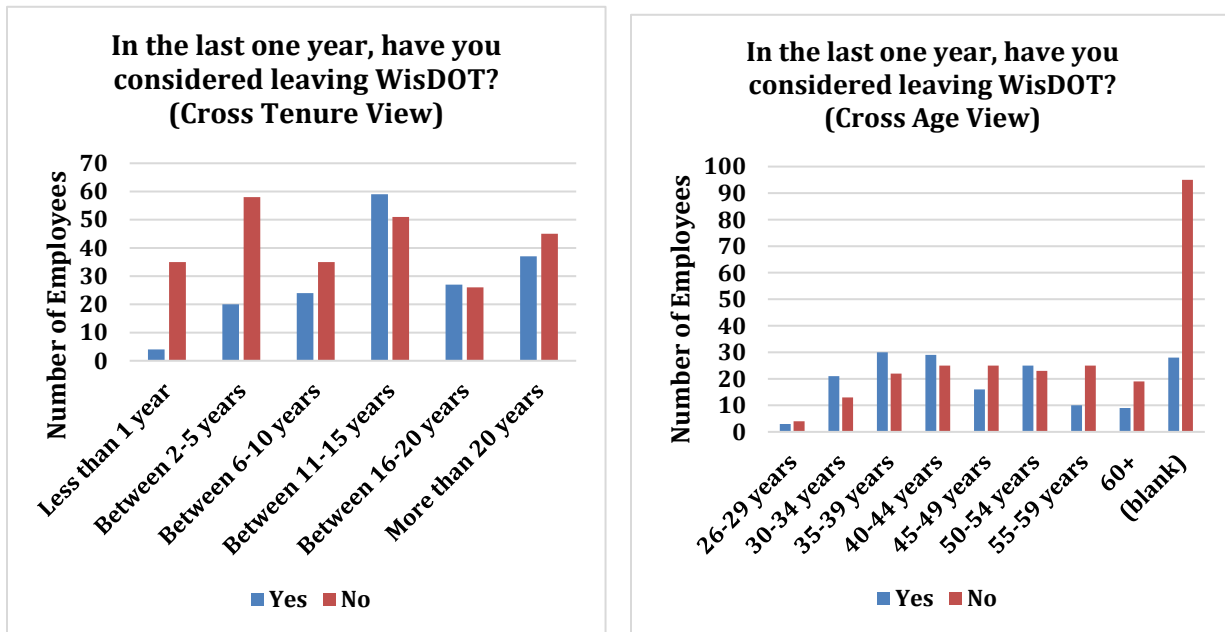 In the last one year, have you
considered leaving WisDOT?
(Cross Tenure View)
Number of Employees
70
60
50
40
30
20
10
0
Less than 1 year
Between 2-5 years
Between 6-10 years
Between 11-15 years
Between 16-20 years
More than 20 years
Yes No
In the last one year, have you
considered leaving WisDOT?
(Cross Age View)
Number of Employees
100
90
80
70
60
50
40
30
20
10
0
26-29 years
30-34 years
35-39 years
40-44 years
45-49 years
50-54 years
55-59 years
60+
(blank)
Yes No